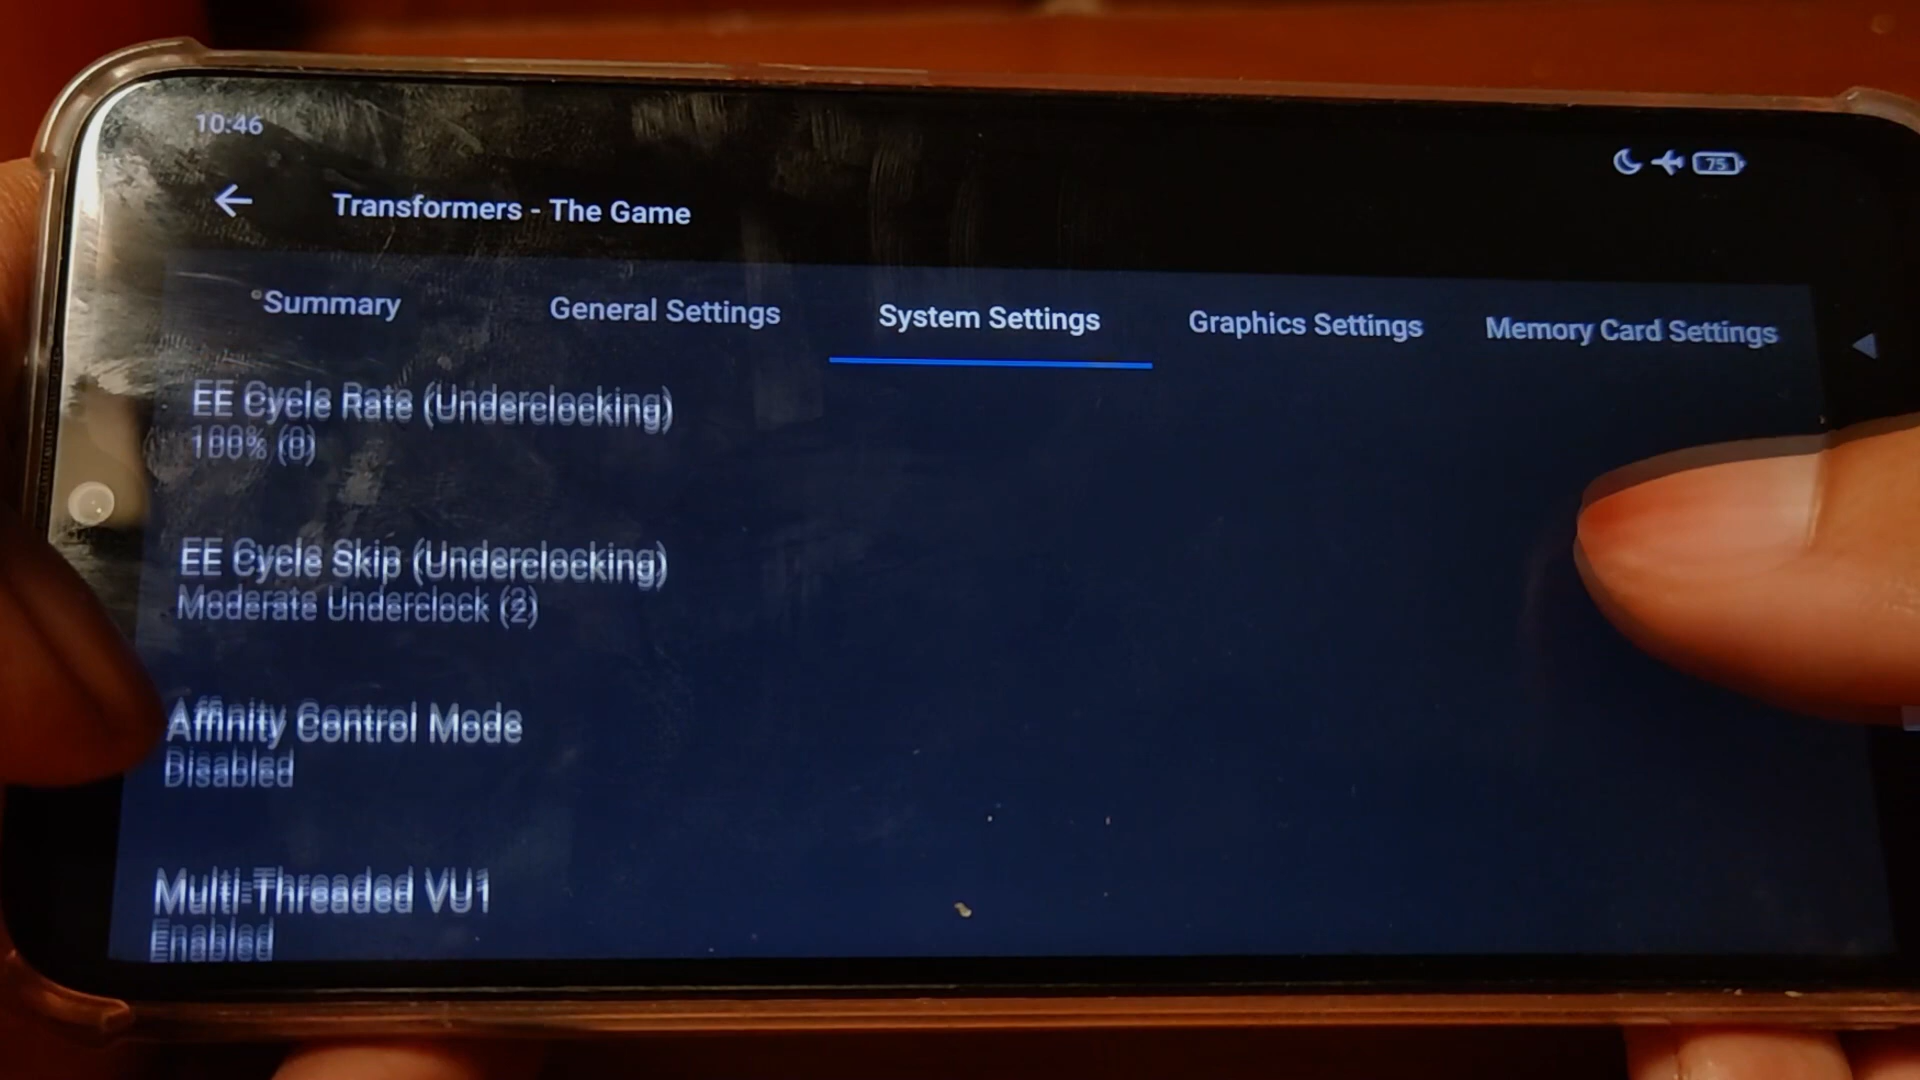 10:46
75
Transformers - The Game
Summary
General Settings
System Settings
Graphics Settings
Memory Card Settings
EE Cycle Rate (Underclocking)
100% (0)
EE Cycle Skip (Underclocking)
Moderate Underclock (2)
Affinity Control Mode
Disabled
Multi-Threaded VU1
Enabled